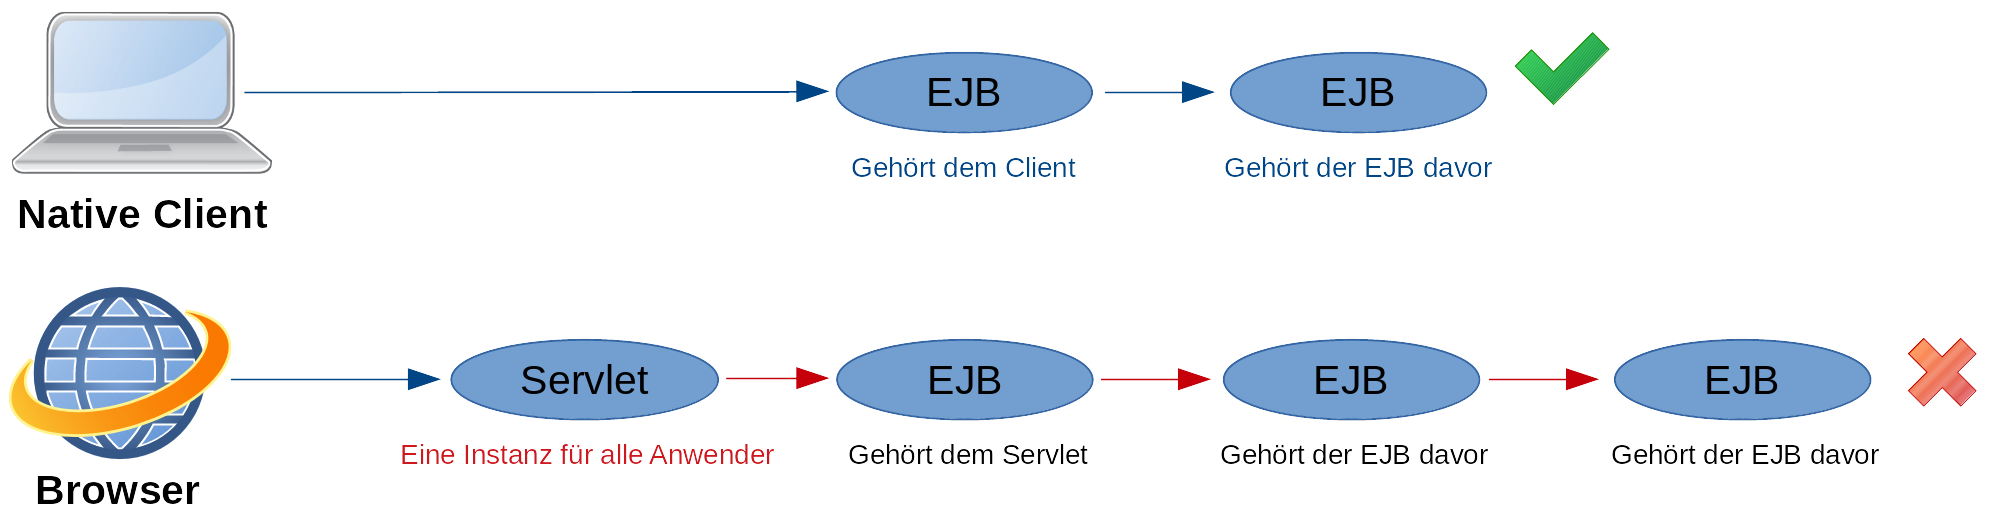 EJB
EJB
Gehört dem Client
Gehört der EJB davor
Native Client
Servlet
EJB
EJB
EJB
Eine Instanz für alle Anwender
Gehört dem Servlet
Gehört der EJB davor
Gehört der EJB davor
Browser